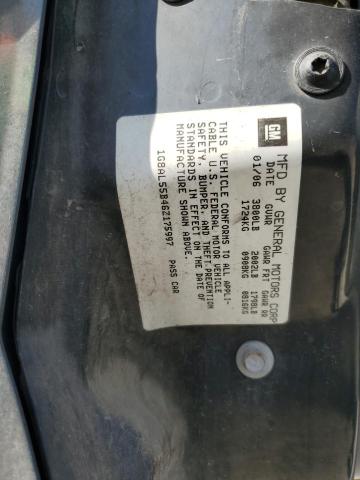 GM
MFD BY GENERAL MOTORS CORP
DATE GVWR GAWR FRT GAWR RR
01/06 3800LB 2002LB 1798LB
1724KG 0908KG 0816KG
THIS VEHICLE CONFORMS TO ALL APPLI-
CABLE U.S. FEDERAL MOTOR VEHICLE
SAFETY, BUMPER, AND THEFT PREVENTION
STANDARDS IN EFFECT ON THE DATE OF
MANUFACTURE SHOWN ABOVE.
1G8AL55B46Z175997 PASS CAR